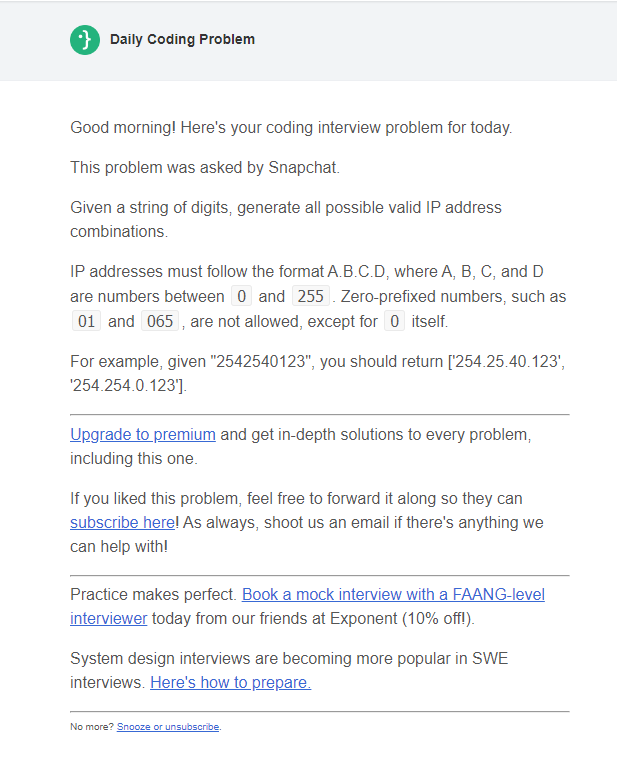 Daily Coding Problem
Good morning! Here's your coding interview problem for today.
This problem was asked by Snapchat.
Given a string of digits, generate all possible valid IP address
combinations.
IP addresses must follow the format A.B.C.D, where A, B, C, and D
are numbers between 0 and 255 . Zero-prefixed numbers, such as
01 and 065 , are not allowed, except for 0 itself.
For example, given "2542540123", you should return ['254.25.40.123',
'254.254.0.123'].
Upgrade to premium and get in-depth solutions to every problem,
including this one.
If you liked this problem, feel free to forward it along so they can
subscribe here! As always, shoot us an email if there's anything we
can help with!
Practice makes perfect. Book a mock interview with a FAANG-level
interviewer today from our friends at Exponent (10% off!).
System design interviews are becoming more popular in SWE
interviews. Here's how to prepare.
No more? Snooze or unsubscribe.